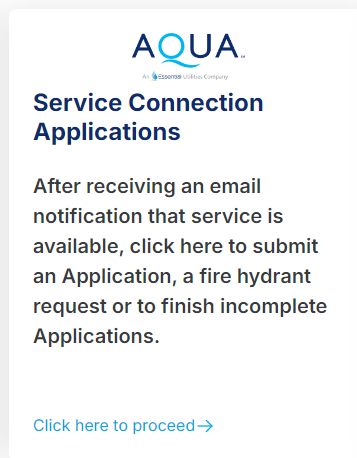 AQUA™
An Essential Utilities Company
Service Connection
Applications
After receiving an email
notification that service is
available, click here to submit
an Application, a fire hydrant
request or to finish incomplete
Applications.
Click here to proceed→